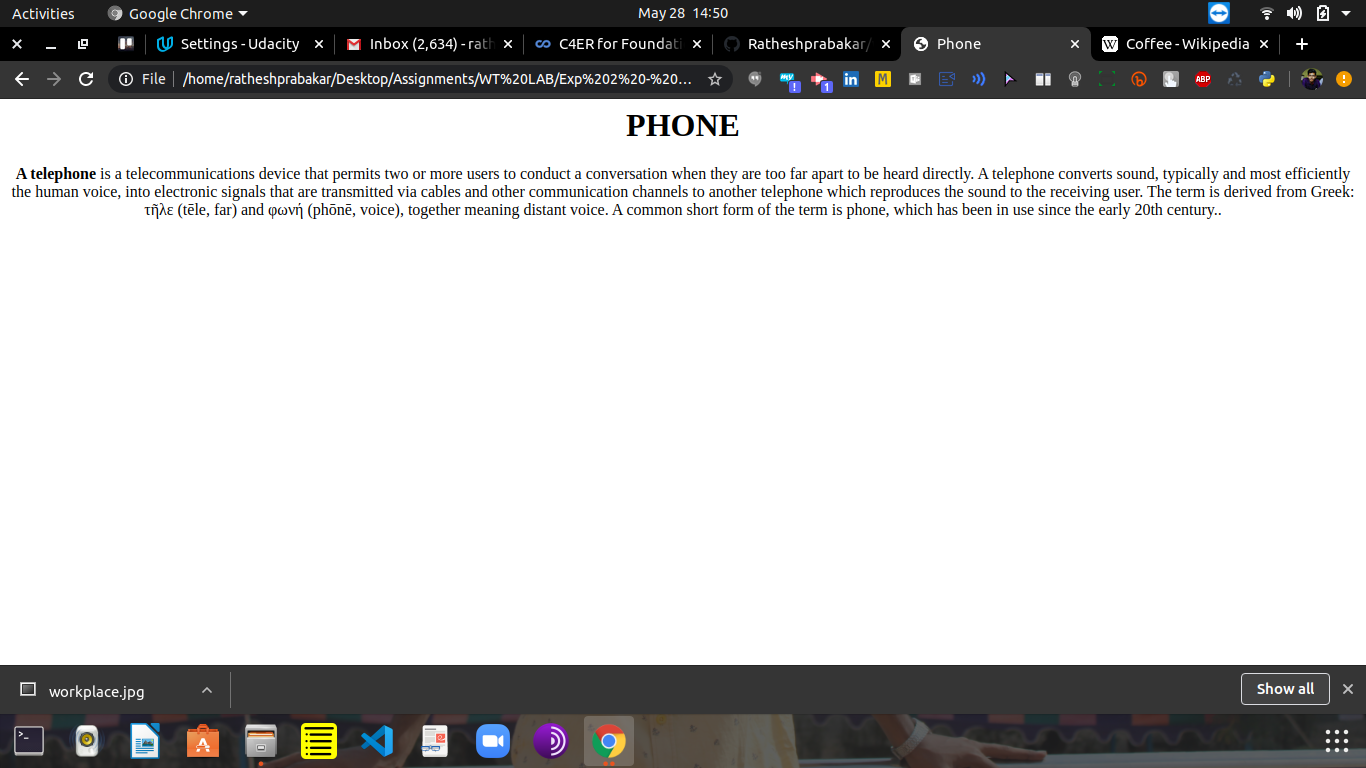 Activities
Google Chrome
May 28 14:50
Settings - Udacity
Inbox (2,634) - rath
C4ER for Foundati
Ratheshprabakar/
Phone
Coffee - Wikipedia
File
/home/ratheshprabakar/Desktop/Assignments/WT%20LAB/Exp%202%20-%20...
PHONE
A telephone is a telecommunications device that permits two or more users to conduct a conversation when they are too far apart to be heard directly. A telephone converts sound, typically and most efficiently
the human voice, into electronic signals that are transmitted via cables and other communication channels to another telephone which reproduces the sound to the receiving user. The term is derived from Greek:
τῆλε (tēle, far) and φωνή (phōnē, voice), together meaning distant voice. A common short form of the term is phone, which has been in use since the early 20th century..
workplace.jpg
Show all